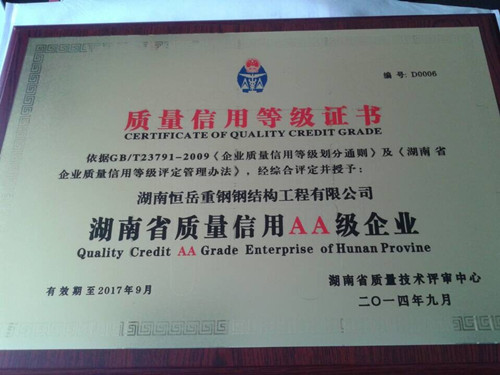 编号: D0006
质量信用等级证书
CERTIFICATE OF QUALITY CREDIT GRADE
依据GB/T23791-2009《企业质量信用等级划分通则》及《湖南省
企业质量信用等级评定管理办法》，经综合评定并授予：
湖南恒岳重钢钢结构工程有限公司
湖南省质量信用AA级企业
Quality Credit AA Grade Enterprise of Hunan Provine
湖南省质量技术评审中心
有效期至2017年9月
二〇一四年九月